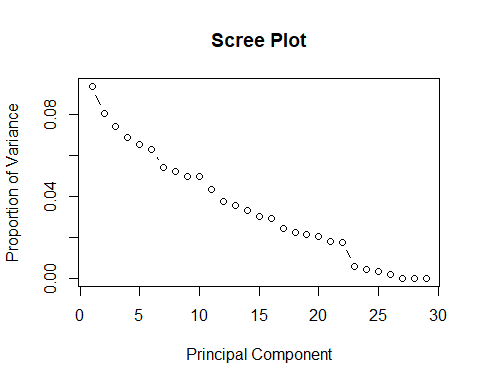 Scree Plot
Proportion of Variance
0.08
0.04
0.00
0 5 10 15 20 25 30
Principal Component